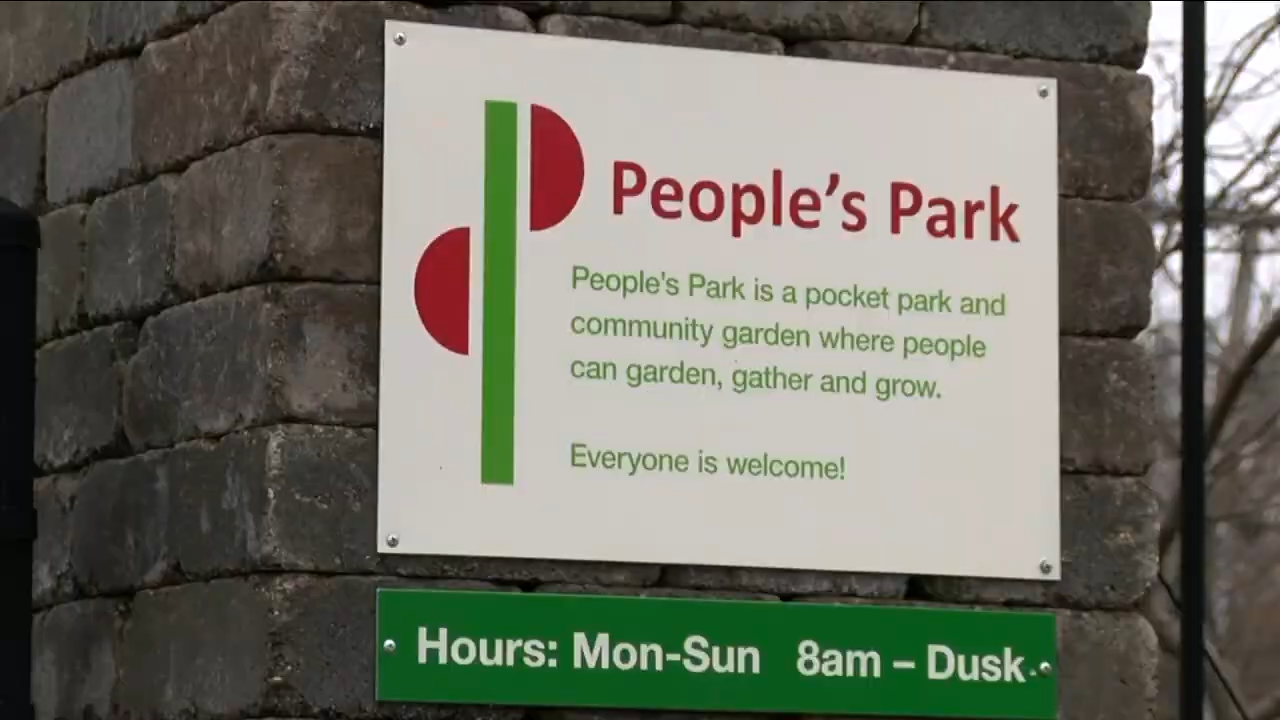 People's Park
People's Park is a pocket park and
community garden where people
can garden, gather and grow.
Everyone is welcome!
Hours: Mon-Sun 8am – Dusk